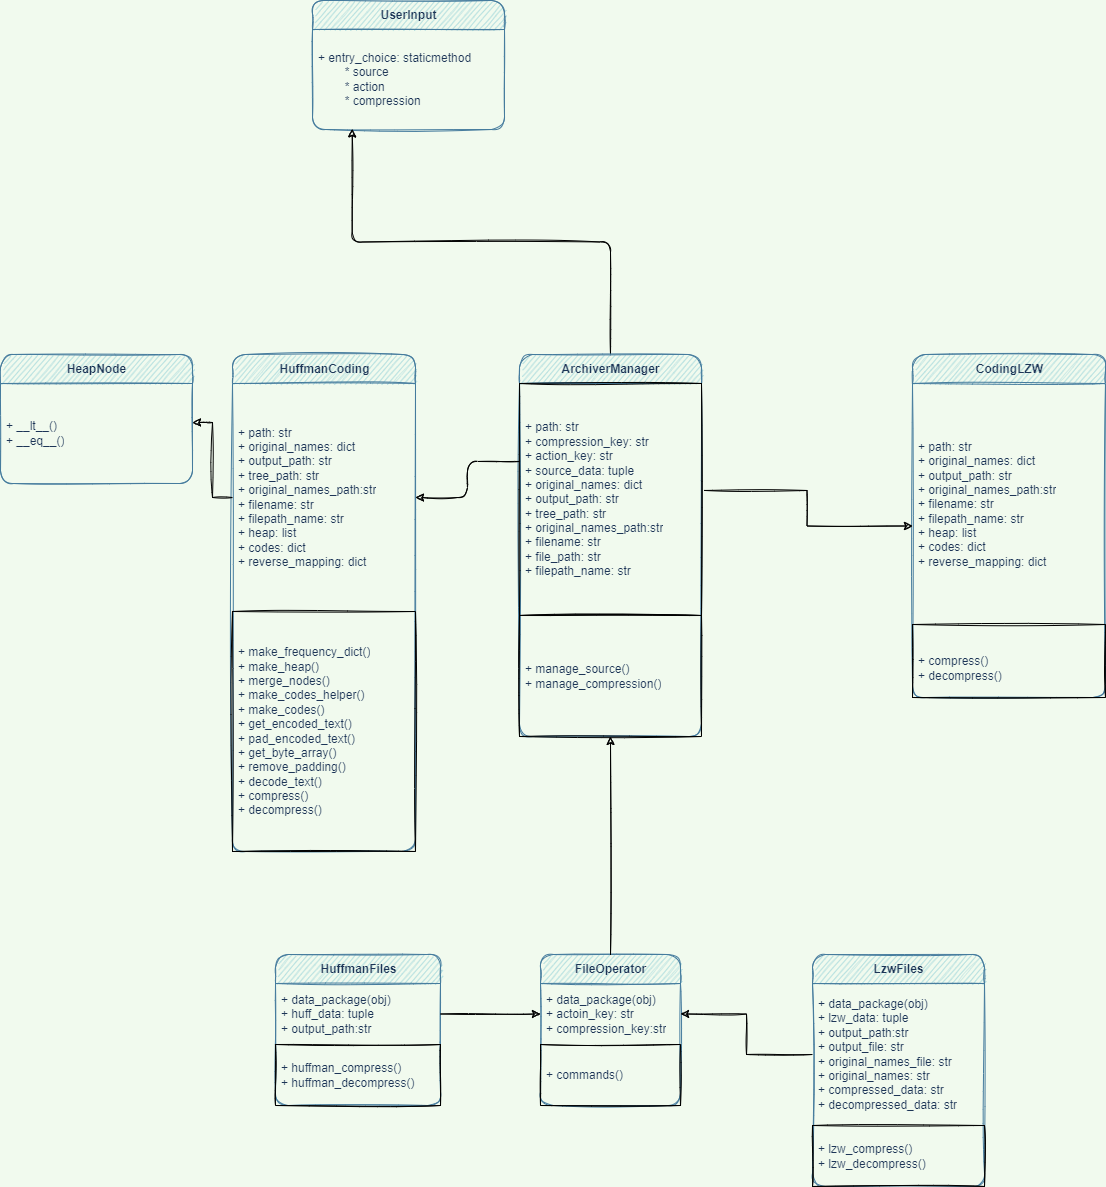 UserInput
+ entry_choice: staticmethod
* source
* action
* compression
HeapNode
+ __lt__()
+ __eq__()
HuffmanCoding
+ path: str
+ original_names: dict
+ output_path: str
+ tree_path: str
+ original_names_path:str
+ filename: str
+ filepath_name: str
+ heap: list
+ codes: dict
+ reverse_mapping: dict
+ make_frequency_dict()
+ make_heap()
+ merge_nodes()
+ make_codes_helper()
+ make_codes()
+ get_encoded_text()
+ pad_encoded_text()
+ get_byte_array()
+ remove_padding()
+ decode_text()
+ compress()
+ decompress()
ArchiverManager
+ path: str
+ compression_key: str
+ action_key: str
+ source_data: tuple
+ original_names: dict
+ output_path: str
+ tree_path: str
+ original_names_path:str
+ filename: str
+ file_path: str
+ filepath_name: str
+ manage_source()
+ manage_compression()
CodingLZW
+ path: str
+ original_names: dict
+ output_path: str
+ original_names_path:str
+ filename: str
+ filepath_name: str
+ heap: list
+ codes: dict
+ reverse_mapping: dict
+ compress()
+ decompress()
HuffmanFiles
+ data_package(obj)
+ huff_data: tuple
+ output_path:str
+ huffman_compress()
+ huffman_decompress()
FileOperator
+ data_package(obj)
+ actoin_key: str
+ compression_key:str
+ commands()
LzwFiles
+ data_package(obj)
+ lzw_data: tuple
+ output_path:str
+ output_file: str
+ original_names_file: str
+ original_names: str
+ compressed_data: str
+ decompressed_data: str
+ lzw_compress()
+ lzw_decompress()